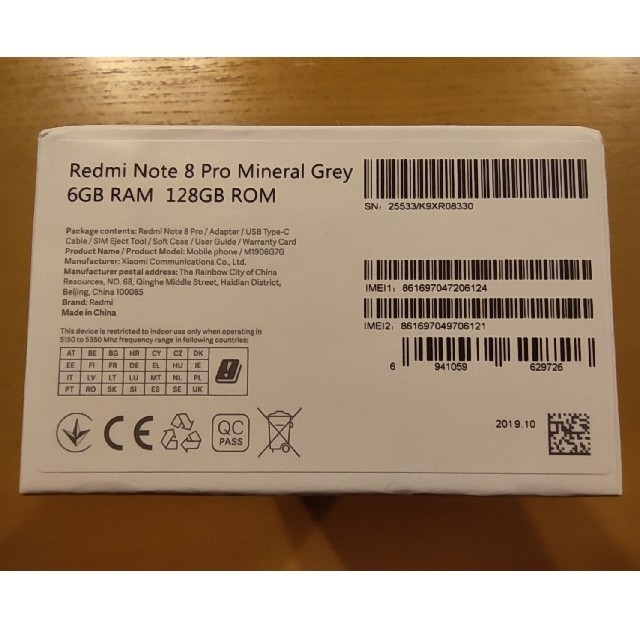 Redmi Note 8 Pro Mineral Grey
6GB RAM 128GB ROM
Package contents: Redmi Note 8 Pro / Adapter / USB Type-C
Cable / SIM Eject Tool / Soft Case / User Guide / Warranty Card
Product Name / Product Model: Mobile phone / M1906G7G
Manufacturer: Xiaomi Communications Co., Ltd.
Manufacturer postal address: The Rainbow City of China
Resources, NO. 68, Qinghe Middle Street, Haidian District,
Beijing, China 100085
Brand: Redmi
Made in China
This device is restricted to indoor use only when operating in
5150 to 5350 Mhz frequency range in following countries:
AT BE BG HR CY CZ DK
EE FI FR DE EL HU IE
IT LV LT LU MT NL PL
PT RO SK SI ES SE UK
CE
QC
PASS
SN: 25533/K9XR08330
IMEI1: 861697047206124
IMEI2: 861697049706121
6 941059 629726
2019.10